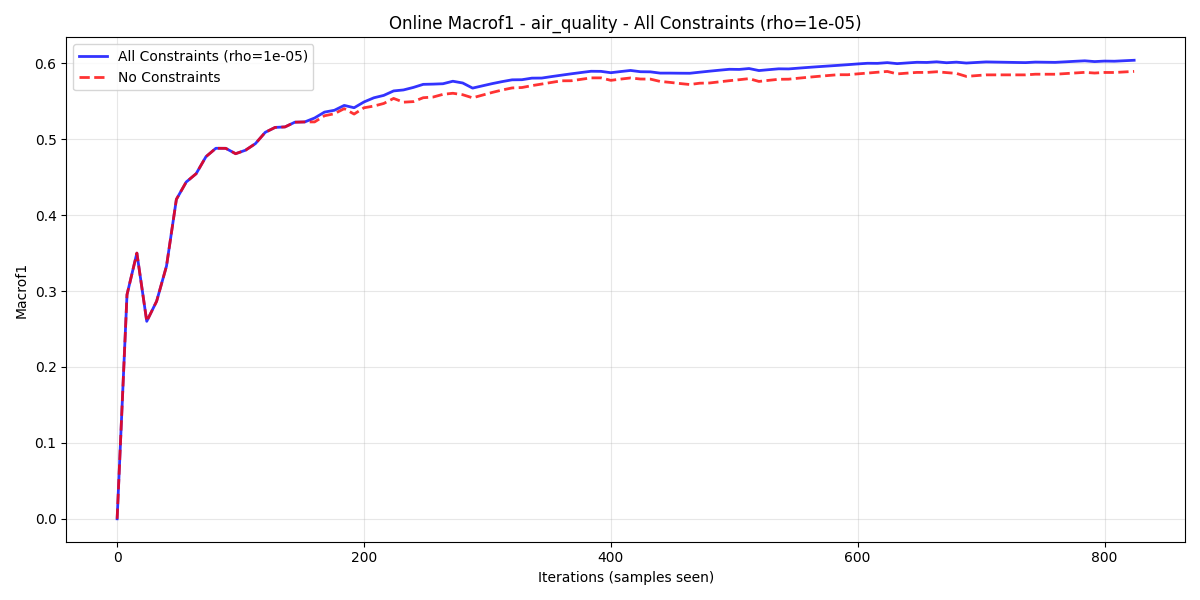 Online Macrof1 - air_quality - All Constraints (rho=1e-05)
All Constraints (rho=1e-05)
No Constraints
Macrof1
0.6
0.5
0.4
0.3
0.2
0.1
0.0
0 200 400 600 800
Iterations (samples seen)